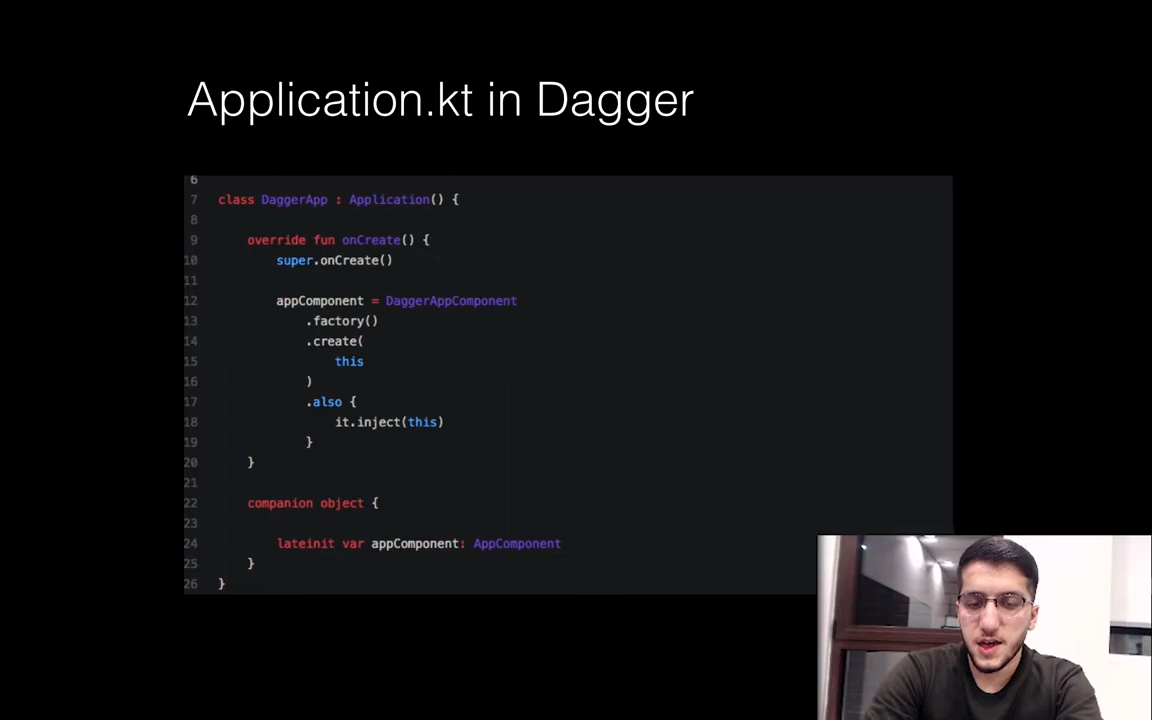 Application.kt in Dagger
6
7 class DaggerApp : Application() {
8
9 override fun onCreate() {
10 super.onCreate()
11
12 appComponent = DaggerAppComponent
13 .factory()
14 .create(
15 this
16 )
17 .also {
18 it.inject(this)
19 }
20 }
21
22 companion object {
23
24 lateinit var appComponent: AppComponent
25 }
26 }